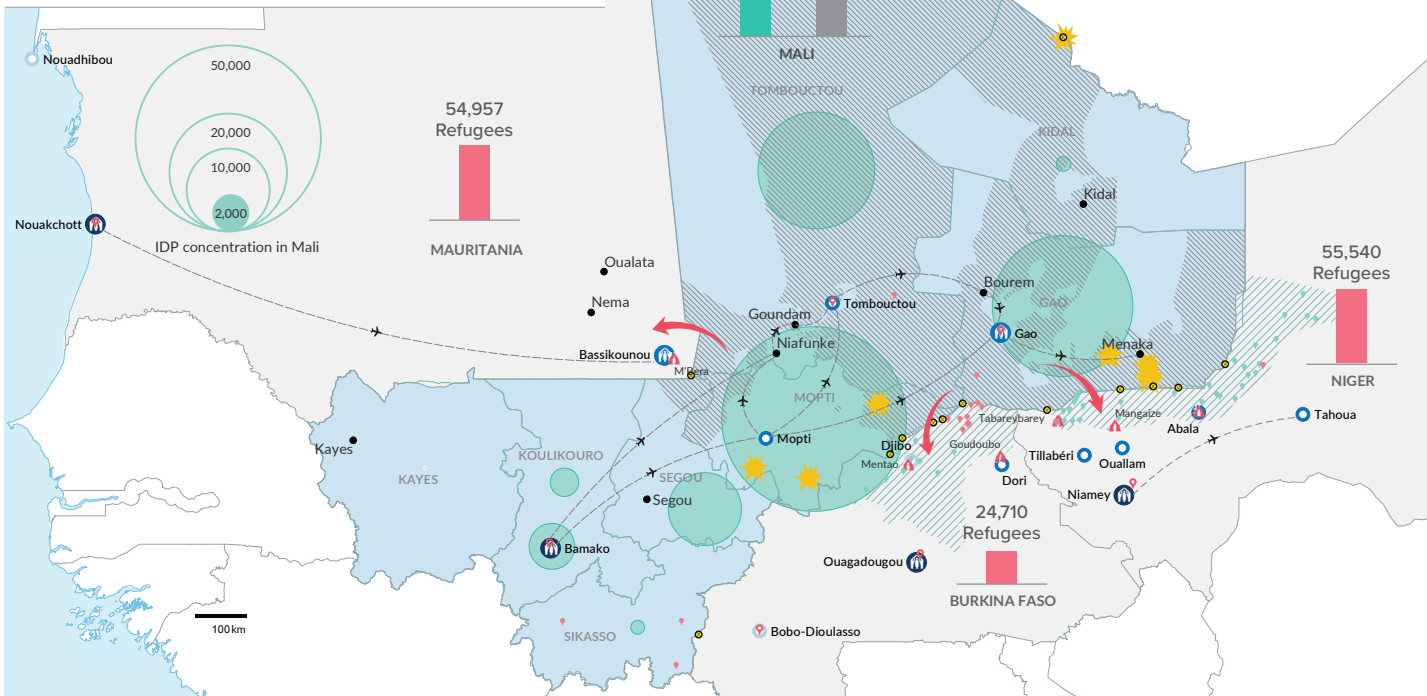 Nouadhibou
50,000
20,000
10,000
2,000
IDP concentration in Mali
Nouakchott
54,957
Refugees
MAURITANIA
MALI
TOMBOUCTOU
KIDAL
Kidal
Oualata
Nema
Bassikounou
M'Bera
Goundam
Niafunke
Tombouctou
Bourem
GAO
Gao
Menaka
55,540
Refugees
NIGER
MOPTI
Mopti
Djibo
Mentao
Goudoubo
Tabareybarey
Mangaize
Abala
Tahoua
Tillabéri
Ouallam
Dori
Niamey
Kayes
KAYES
KOULIKOURO
SEGOU
Segou
Bamako
24,710
Refugees
BURKINA FASO
Ouagadougou
SIKASSO
Bobo-Dioulasso
100 km